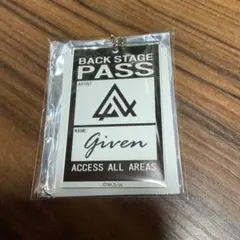 BACK STAGE
PASS
ARTIST
NAME
Given
ACCESS ALL AREAS